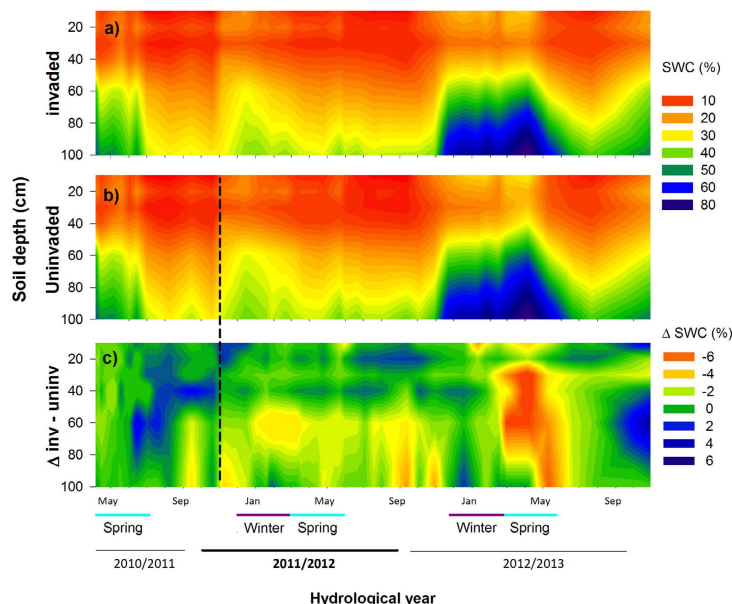 a)
invaded
20
40
60
80
100
SWC (%)
10
20
30
40
50
60
80
b)
Uninvaded
20
40
60
80
100
Soil depth (cm)
c)
Δ inv - uninv
20
40
60
80
100
Δ SWC (%)
-6
-4
-2
0
2
4
6
May Sep Jan May Sep Jan May Sep
Spring Winter Spring Winter Spring
2010/2011 2011/2012 2012/2013
Hydrological year